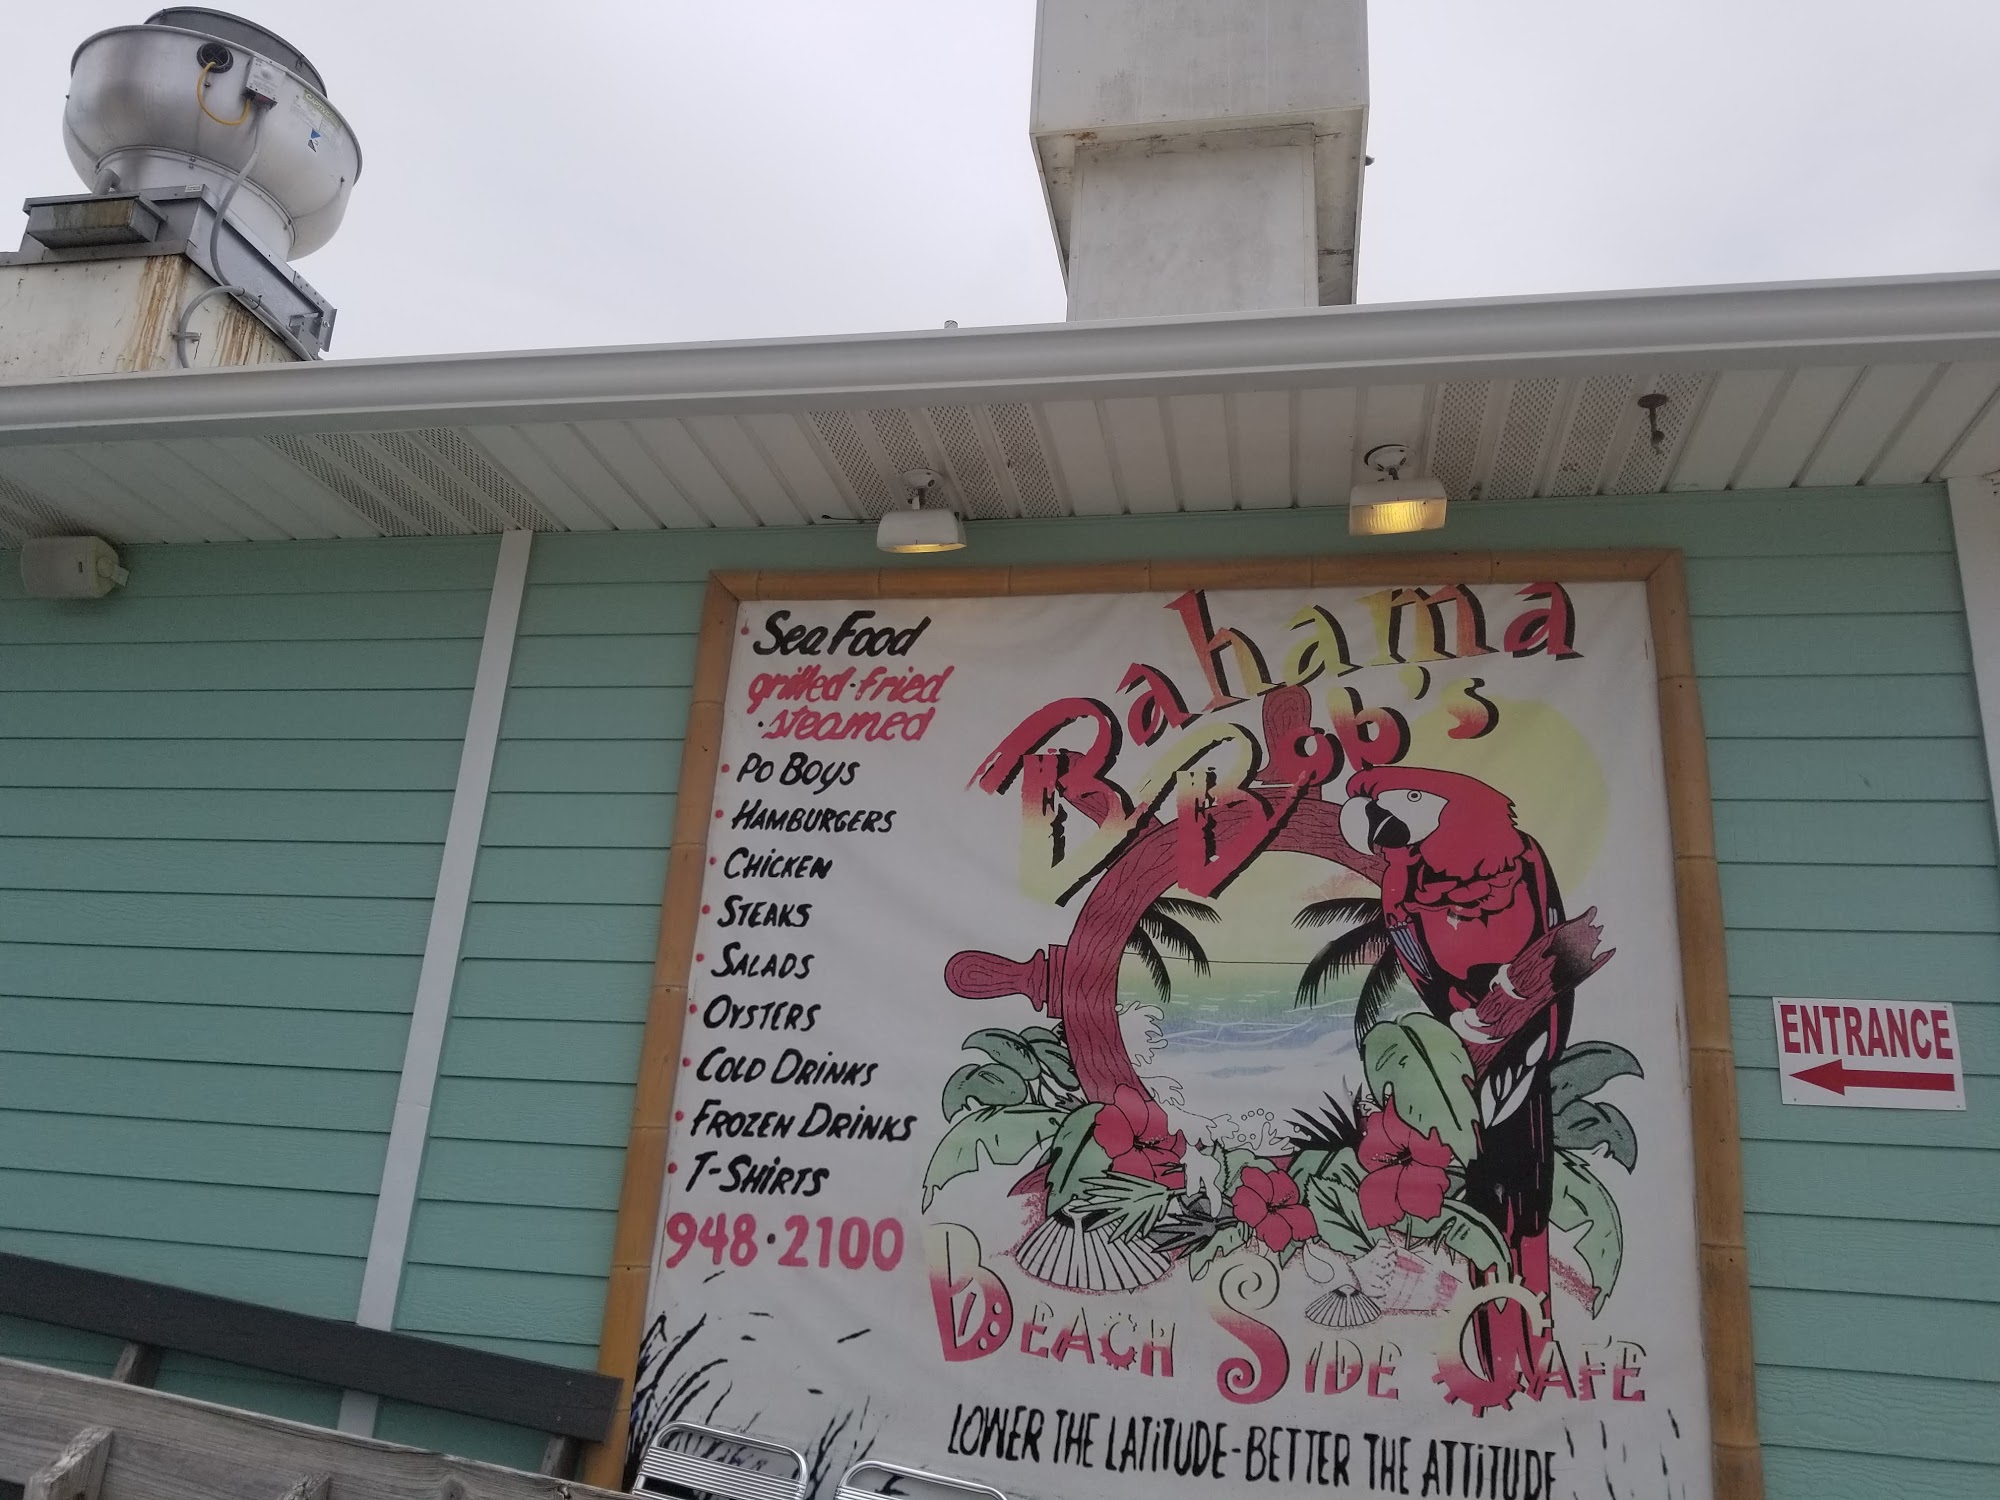 Sea Food
grilled · fried
· steamed
• Po Boys
• Hamburgers
• Chicken
• Steaks
• Salads
• Oysters
• Cold Drinks
• Frozen Drinks
• T-Shirts
948·2100
Bahama
Bob's
Beach Side Cafe
LOWER THE LATITUDE-BETTER THE ATTITUDE
ENTRANCE